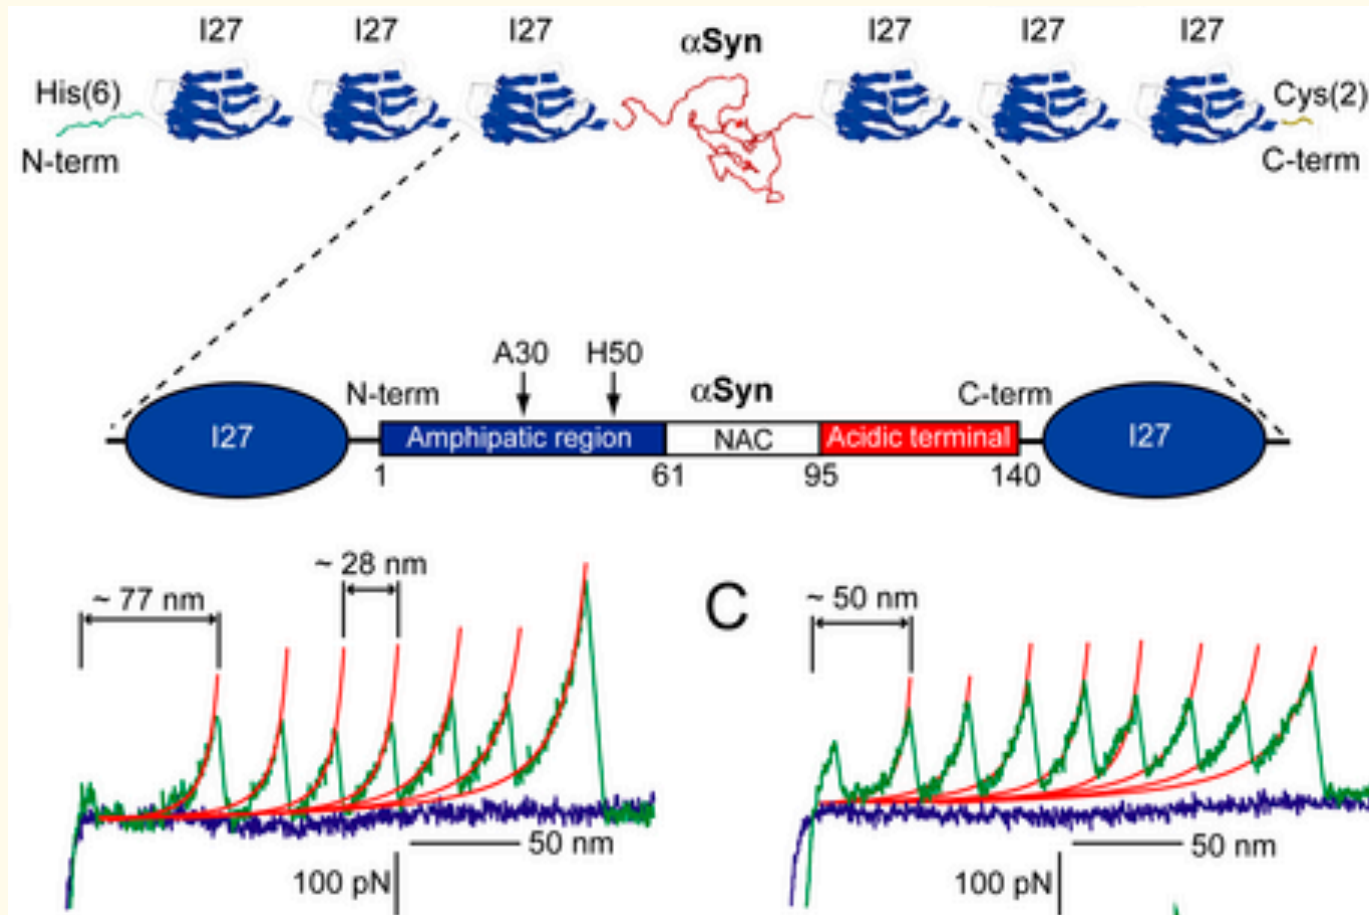 I27 I27 I27 αSyn I27 I27 I27
His(6) Cys(2)
N-term C-term
A30 H50
N-term αSyn C-term
I27 Amphipatic region NAC Acidic terminal I27
1 61 95 140
~ 28 nm
~ 77 nm C ~ 50 nm
50 nm 50 nm
100 pN 100 pN